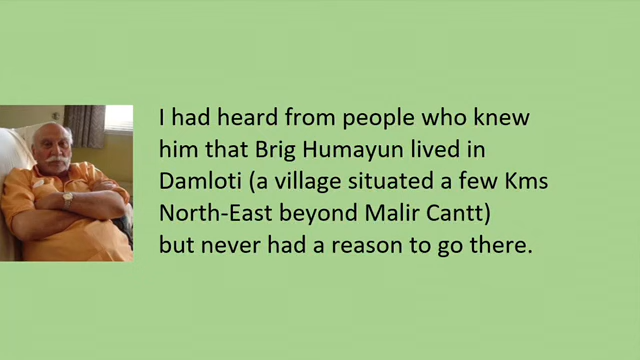 I had heard from people who knew
him that Brig Humayun lived in
Damloti (a village situated a few Kms
North-East beyond Malir Cantt)
but never had a reason to go there.